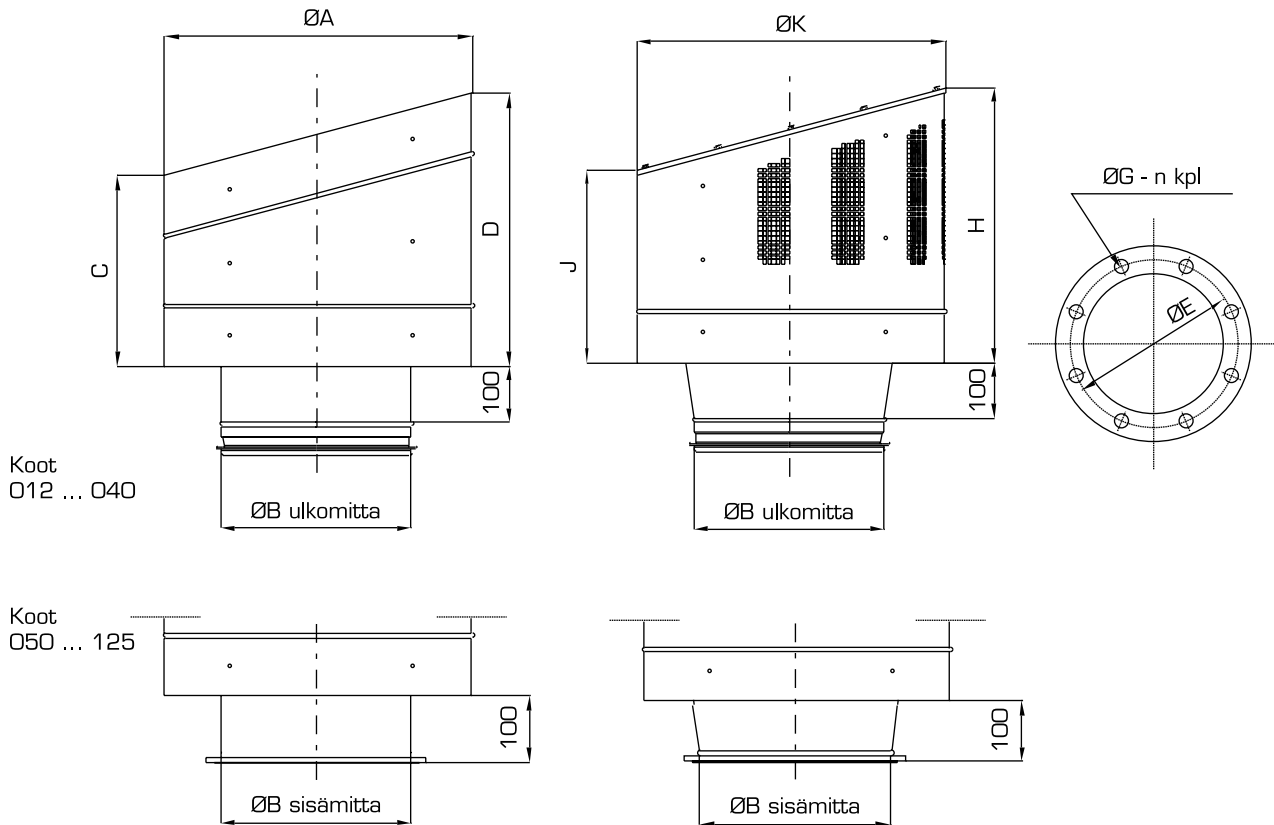 ØA
ØK
C
D
J
H
ØG - n kpl
ØE
100
100
Koot
012 ... 040
ØB ulkomitta
ØB ulkomitta
Koot
050 ... 125
100
100
ØB sisämitta
ØB sisämitta